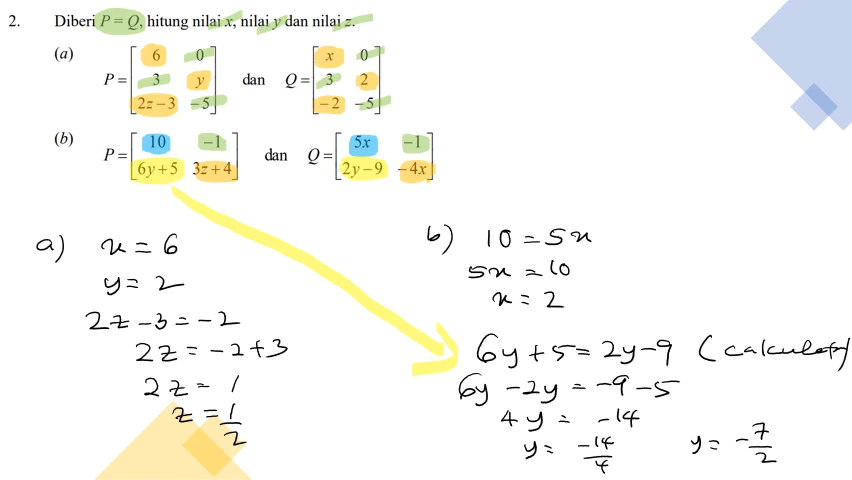 2. Diberi P = Q, hitung nilai x, nilai y dan nilai z.
(a)
P = [6 0; 3 y; 2z − 3 −5] dan Q = [x 0; 3 2; −2 −5]
(b)
P = [10 −1; 6y + 5 3z + 4] dan Q = [5x −1; 2y − 9 −4x]
a) x = 6
y = 2
2z − 3 = −2
2z = −2 + 3
2z = 1
z = 1/2
b) 10 = 5x
5x = 10
x = 2
6y + 5 = 2y − 9 (calculator)
6y − 2y = −9 − 5
4y = −14
y = −14/4 y = −7/2